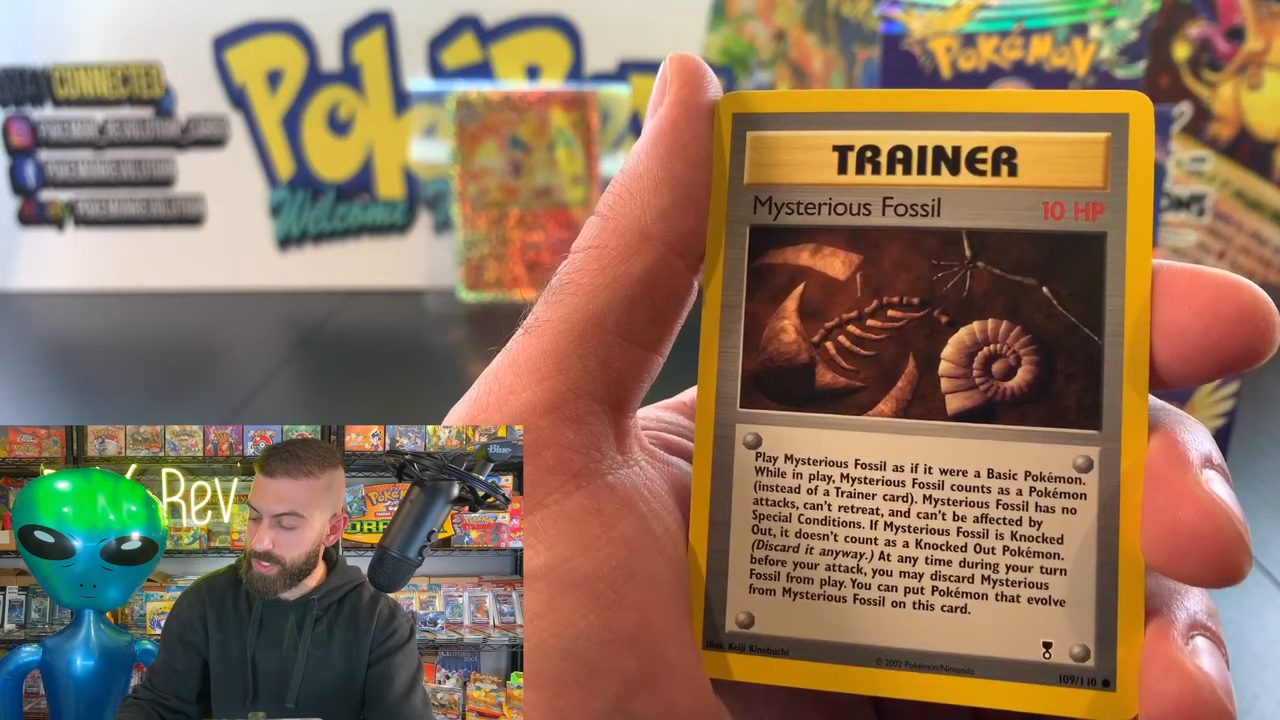 CONNECTED
POKÉMON
TRAINER
Mysterious Fossil
10 HP
Play Mysterious Fossil as if it were a Basic Pokémon.
While in play, Mysterious Fossil counts as a Pokémon
(instead of a Trainer card). Mysterious Fossil has no
attacks, can't retreat, and can't be affected by
Special Conditions. If Mysterious Fossil is Knocked
Out, it doesn't count as a Knocked Out Pokémon.
(Discard it anyway.) At any time during your turn
before your attack, you may discard Mysterious
Fossil from play. You can put Pokémon that evolve
from Mysterious Fossil on this card.
Illus. Keiji Kinebuchi
© 2002 Pokémon/Nintendo
109/110
Rev
Blue